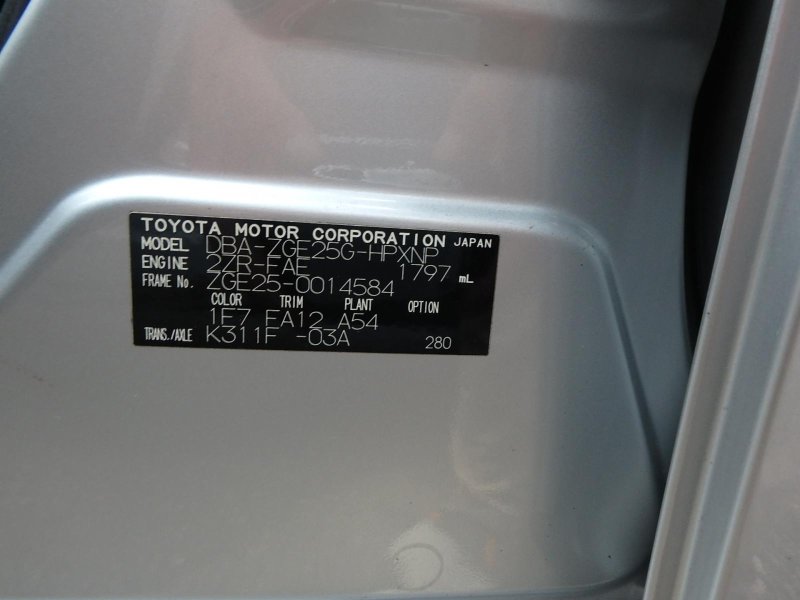 TOYOTA MOTOR CORPORATION JAPAN
MODEL DBA-ZGE25G-HPXNP
ENGINE 2ZR-FAE 1797 mL
FRAME No. ZGE25-0014584
COLOR TRIM PLANT OPTION
1F7 FA12 A54
TRANS./AXLE K311F -03A 280